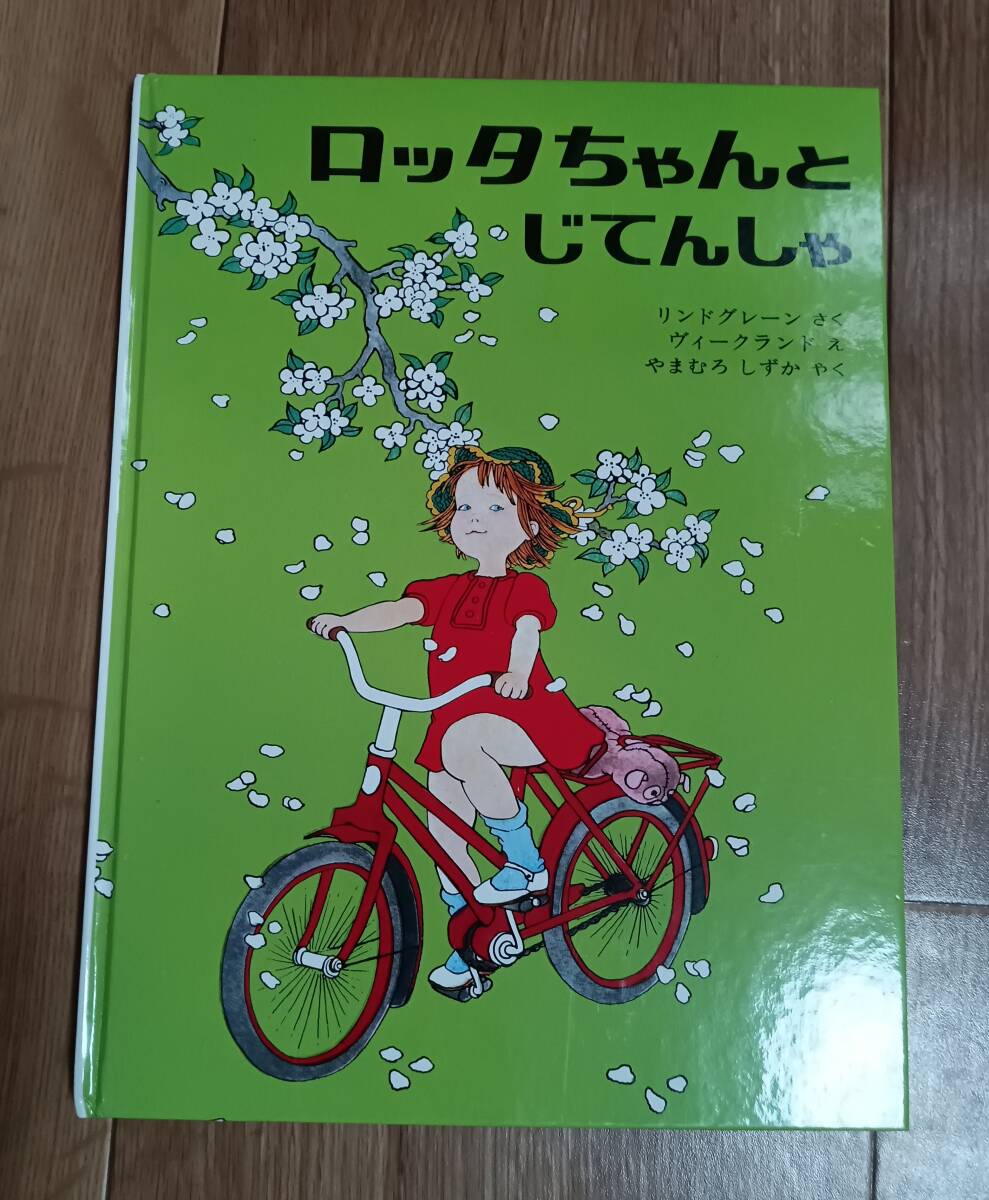 ロッタちゃんと
じてんしゃ
リンドグレーン さく
ヴィークランド え
やまむろ しずか やく